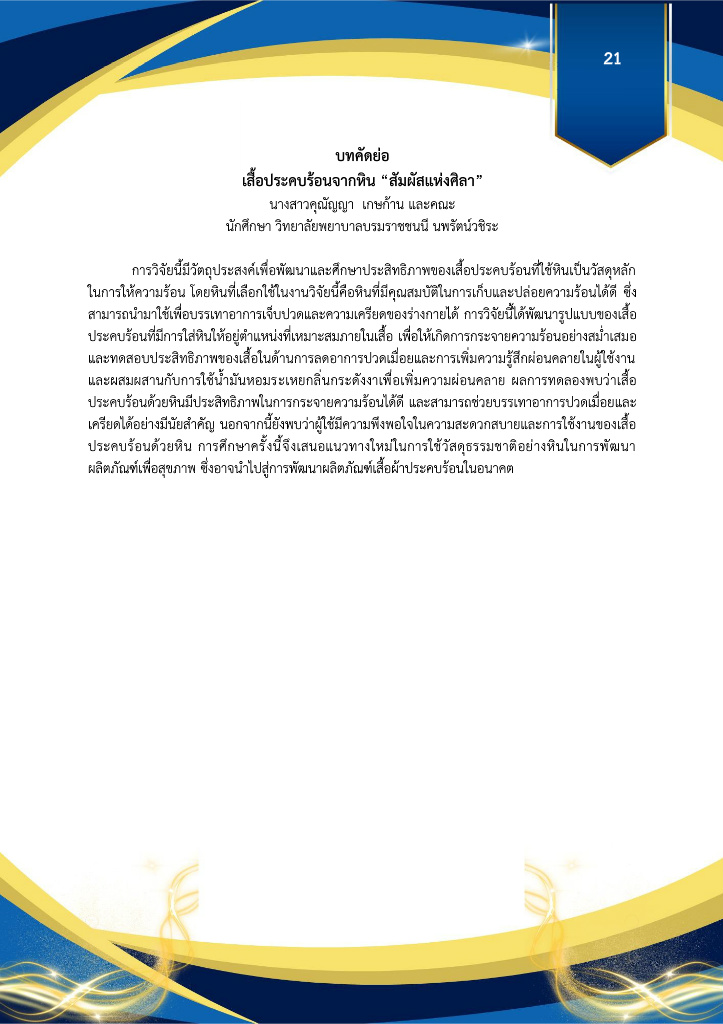 21
บทคัดย่อ
เสื้อประคบร้อนจากหิน “สัมผัสแห่งศิลา”
นางสาวคุณัญญา เกษก้าน และคณะ
นักศึกษา วิทยาลัยพยาบาลบรมราชชนนี นพรัตน์วชิระ
การวิจัยนี้มีวัตถุประสงค์เพื่อพัฒนาและศึกษาประสิทธิภาพของเสื้อประคบร้อนที่ใช้หินเป็นวัสดุหลัก
ในการให้ความร้อน โดยหินที่เลือกใช้ในงานวิจัยนี้คือหินที่มีคุณสมบัติในการเก็บและปล่อยความร้อนได้ดี ซึ่ง
สามารถนำมาใช้เพื่อบรรเทาอาการเจ็บปวดและความเครียดของร่างกายได้ การวิจัยนี้ได้พัฒนารูปแบบของเสื้อ
ประคบร้อนที่มีการใส่หินให้อยู่ตำแหน่งที่เหมาะสมภายในเสื้อ เพื่อให้เกิดการกระจายความร้อนอย่างสม่ำเสมอ
และทดสอบประสิทธิภาพของเสื้อในด้านการลดอาการปวดเมื่อยและการเพิ่มความรู้สึกผ่อนคลายในผู้ใช้งาน
และผสมผสานกับการใช้น้ำมันหอมระเหยกลิ่นกระดังงาเพื่อเพิ่มความผ่อนคลาย ผลการทดลองพบว่าเสื้อ
ประคบร้อนด้วยหินมีประสิทธิภาพในการกระจายความร้อนได้ดี และสามารถช่วยบรรเทาอาการปวดเมื่อยและ
เครียดได้อย่างมีนัยสำคัญ นอกจากนี้ยังพบว่าผู้ใช้มีความพึงพอใจในความสะดวกสบายและการใช้งานของเสื้อ
ประคบร้อนด้วยหิน การศึกษาครั้งนี้จึงเสนอแนวทางใหม่ในการใช้วัสดุธรรมชาติอย่างหินในการพัฒนา
ผลิตภัณฑ์เพื่อสุขภาพ ซึ่งอาจนำไปสู่การพัฒนาผลิตภัณฑ์เสื้อผ้าประคบร้อนในอนาคต